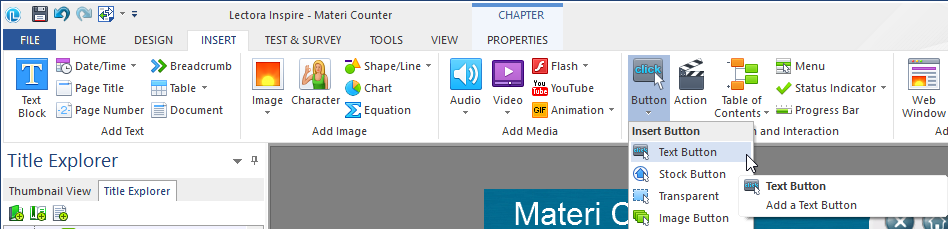 Lectora Inspire - Materi Counter
CHAPTER
FILE
HOME
DESIGN
INSERT
TEST & SURVEY
TOOLS
VIEW
PROPERTIES
Text
Block
Date/Time
Page Title
Page Number
Breadcrumb
Table
Document
Add Text
Image
Character
Shape/Line
Chart
Equation
Add Image
Audio
Video
Flash
YouTube
Animation
Add Media
click
Button
Action
Table of
Contents
Menu
Status Indicator
Progress Bar
n and Interaction
Web
Window
Ad
Insert Button
Text Button
Stock Button
Transparent
Image Button
Text Button
Add a Text Button
Title Explorer
Thumbnail View
Title Explorer
Materi C